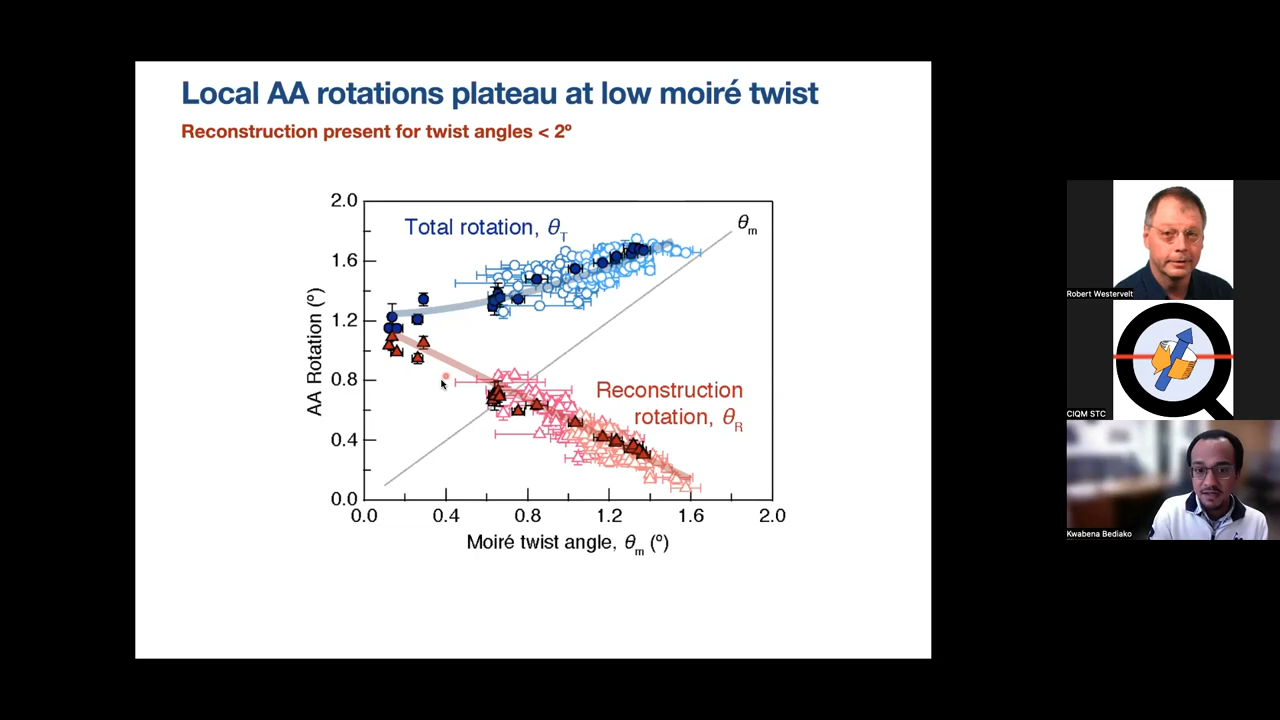 Local AA rotations plateau at low moiré twist
Reconstruction present for twist angles < 2º
2.0
1.6
1.2
0.8
0.4
0.0
AA Rotation (º)
Total rotation, θT
θm
Reconstruction
rotation, θR
0.0 0.4 0.8 1.2 1.6 2.0
Moiré twist angle, θm (º)
Robert Westervelt
CIQM STC
Kwabena Bediako